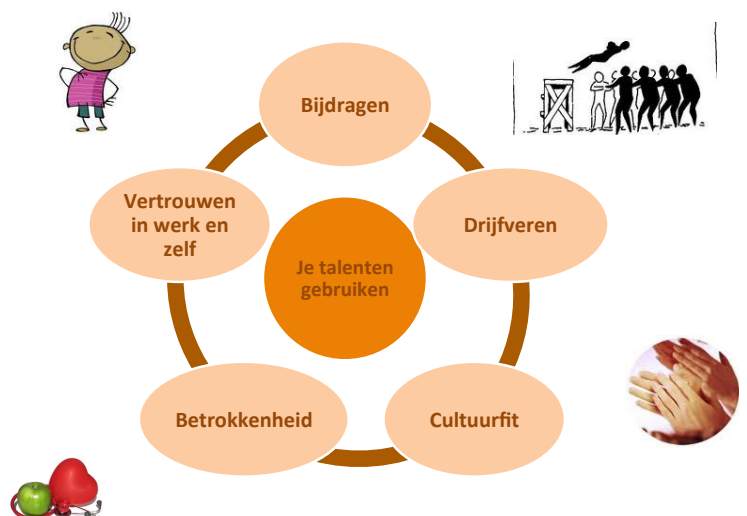 Bijdragen
Vertrouwen
in werk en
zelf
Drijfveren
Je talenten
gebruiken
Betrokkenheid
Cultuurfit